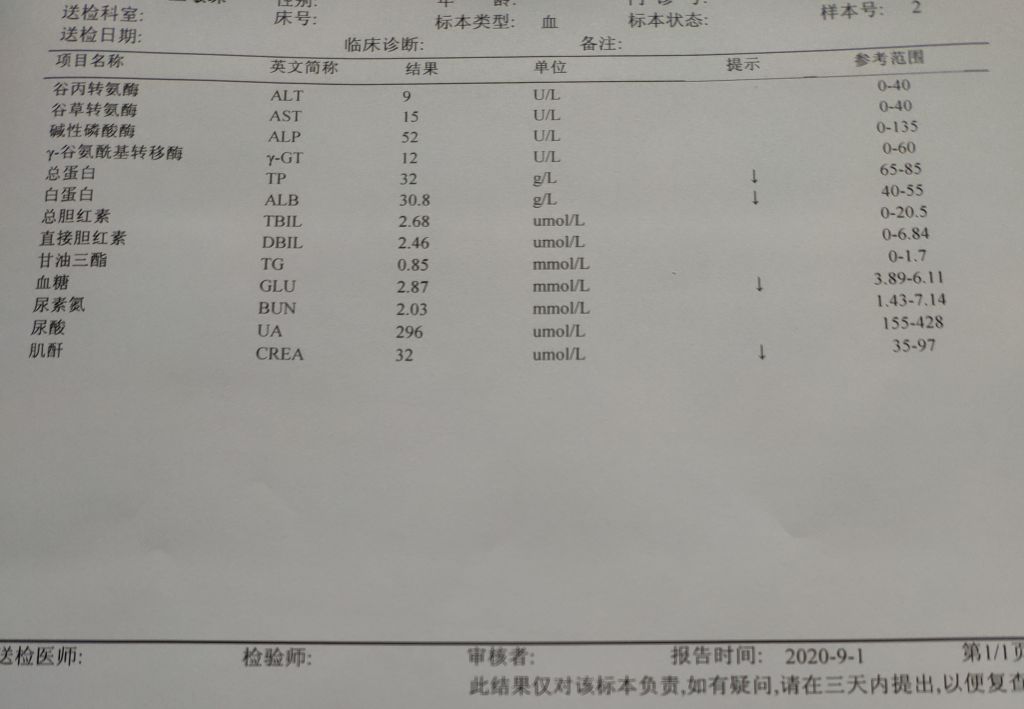 送检科室: 床号: 标本类型: 血 标本状态: 样本号: 2
送检日期: 临床诊断: 备注:
项目名称 英文简称 结果 单位 提示 参考范围
谷丙转氨酶 ALT 9 U/L 0-40
谷草转氨酶 AST 15 U/L 0-40
碱性磷酸酶 ALP 52 U/L 0-135
γ-谷氨酰基转移酶 γ-GT 12 U/L 0-60
总蛋白 TP 32 g/L ↓ 65-85
白蛋白 ALB 30.8 g/L ↓ 40-55
总胆红素 TBIL 2.68 umol/L 0-20.5
直接胆红素 DBIL 2.46 umol/L 0-6.84
甘油三酯 TG 0.85 mmol/L 0-1.7
血糖 GLU 2.87 mmol/L ↓ 3.89-6.11
尿素氮 BUN 2.03 mmol/L 1.43-7.14
尿酸 UA 296 umol/L 155-428
肌酐 CREA 32 umol/L ↓ 35-97
送检医师: 检验师: 审核者: 报告时间: 2020-9-1 第1/1页
此结果仅对该标本负责,如有疑问,请在三天内提出,以便复查